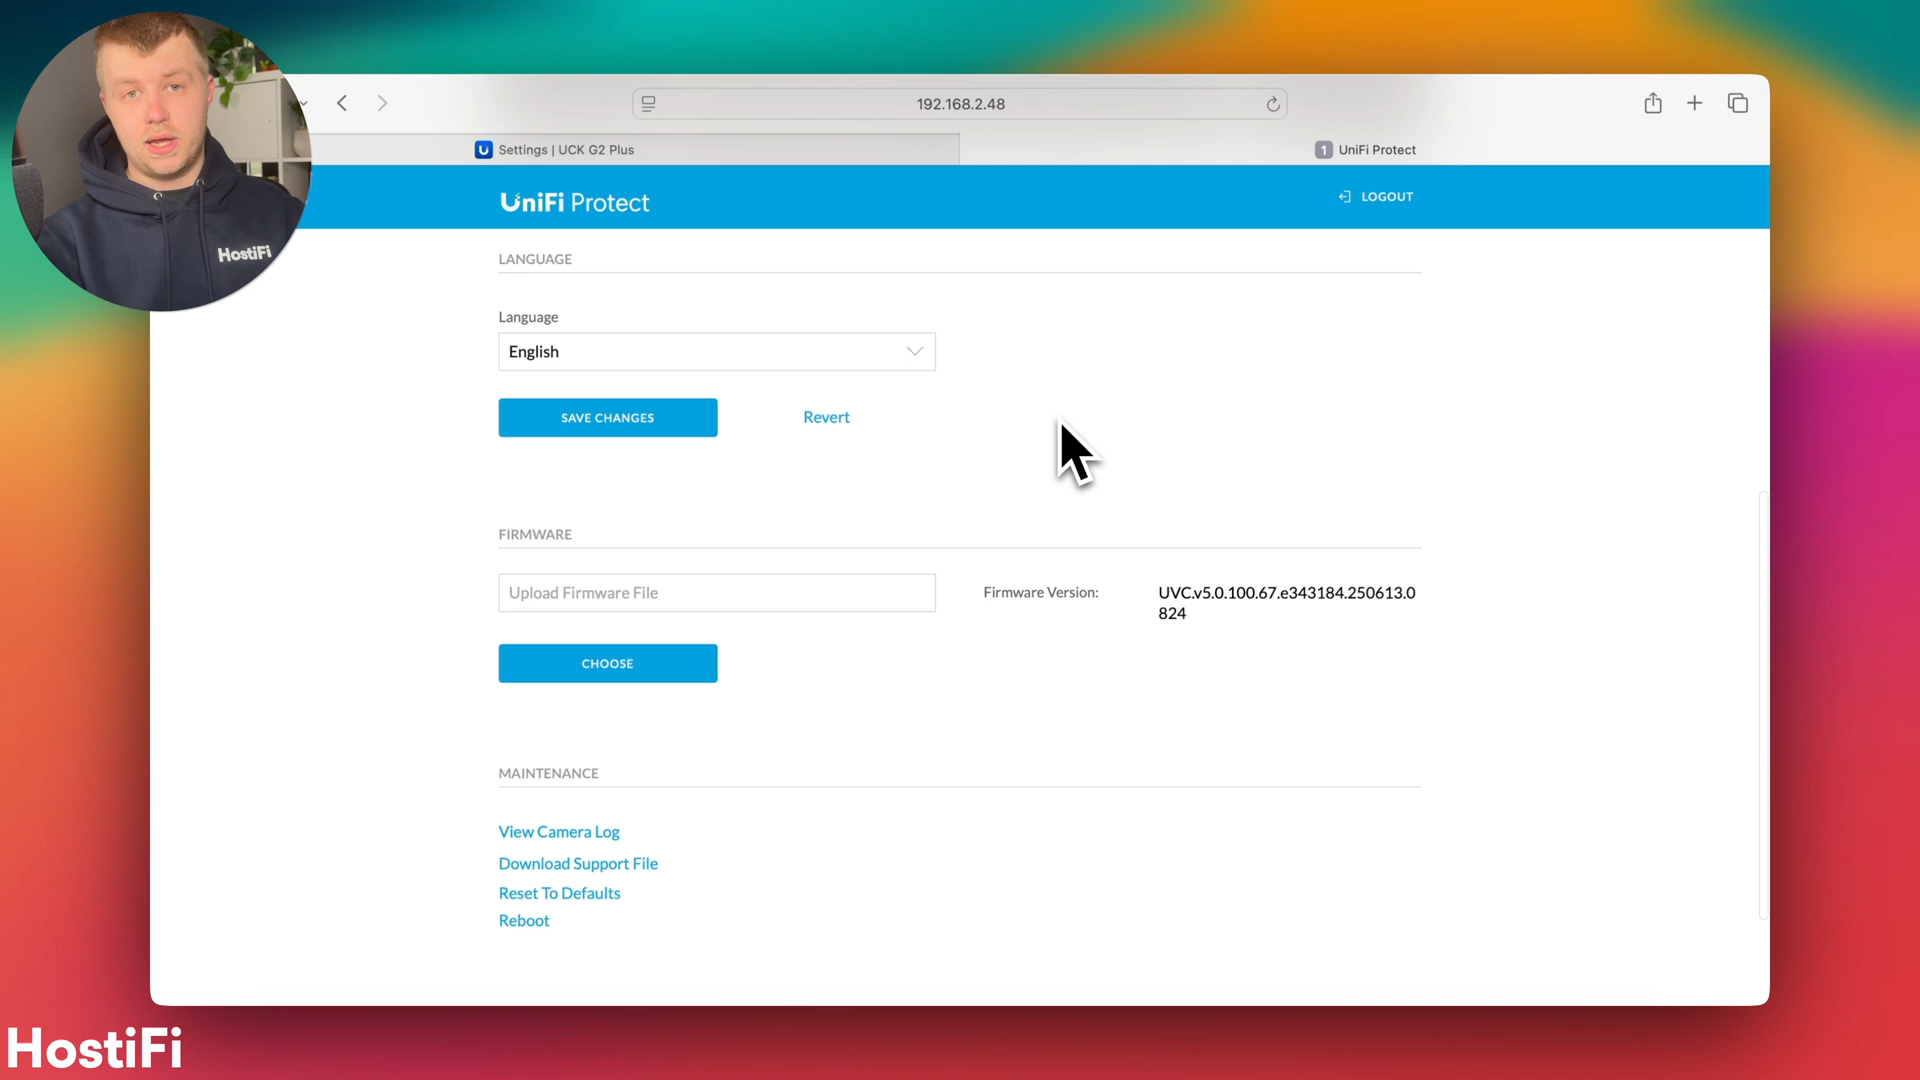 192.168.2.48
Settings | UCK G2 Plus
1 UniFi Protect
UniFi Protect
LOGOUT
HostiFi
LANGUAGE
Language
English
SAVE CHANGES
Revert
FIRMWARE
Upload Firmware File
Firmware Version:
UVC.v5.0.100.67.e343184.250613.0
824
CHOOSE
MAINTENANCE
View Camera Log
Download Support File
Reset To Defaults
Reboot
HostiFi